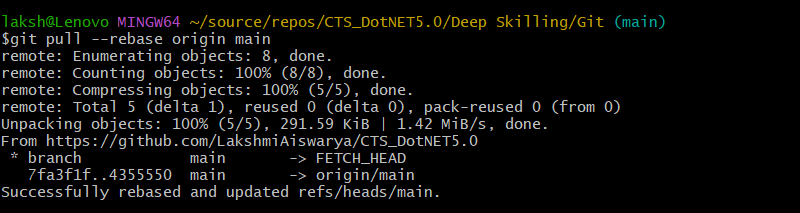 laksh@Lenovo MINGW64 ~/source/repos/CTS_DotNET5.0/Deep Skilling/Git (main)
$git pull --rebase origin main
remote: Enumerating objects: 8, done.
remote: Counting objects: 100% (8/8), done.
remote: Compressing objects: 100% (5/5), done.
remote: Total 5 (delta 1), reused 0 (delta 0), pack-reused 0 (from 0)
Unpacking objects: 100% (5/5), 291.59 KiB | 1.42 MiB/s, done.
From https://github.com/LakshmiAiswarya/CTS_DotNET5.0
 * branch            main       -> FETCH_HEAD
   7fa3f1f..4355550  main       -> origin/main
Successfully rebased and updated refs/heads/main.